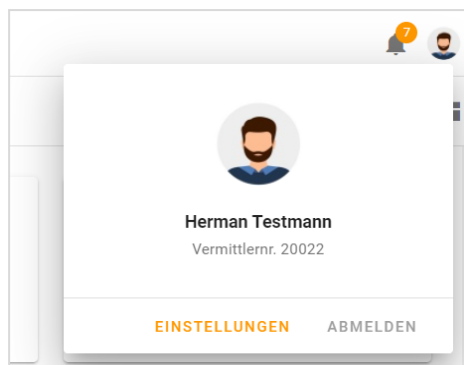 7
Herman Testmann
Vermittlernr. 20022
EINSTELLUNGEN ABMELDEN